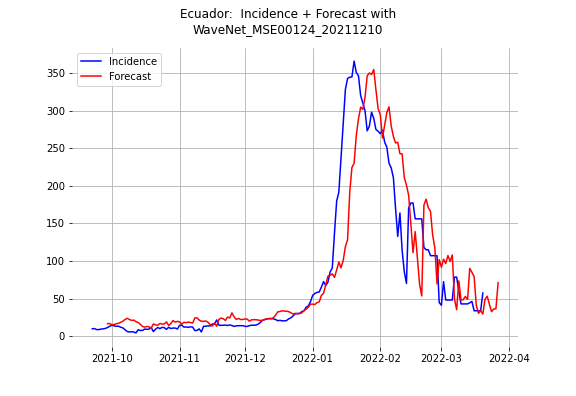 Ecuador:  Incidence + Forecast with
WaveNet_MSE00124_20211210
Incidence
Forecast
350
300
250
200
150
100
50
0
2021-10 2021-11 2021-12 2022-01 2022-02 2022-03 2022-04